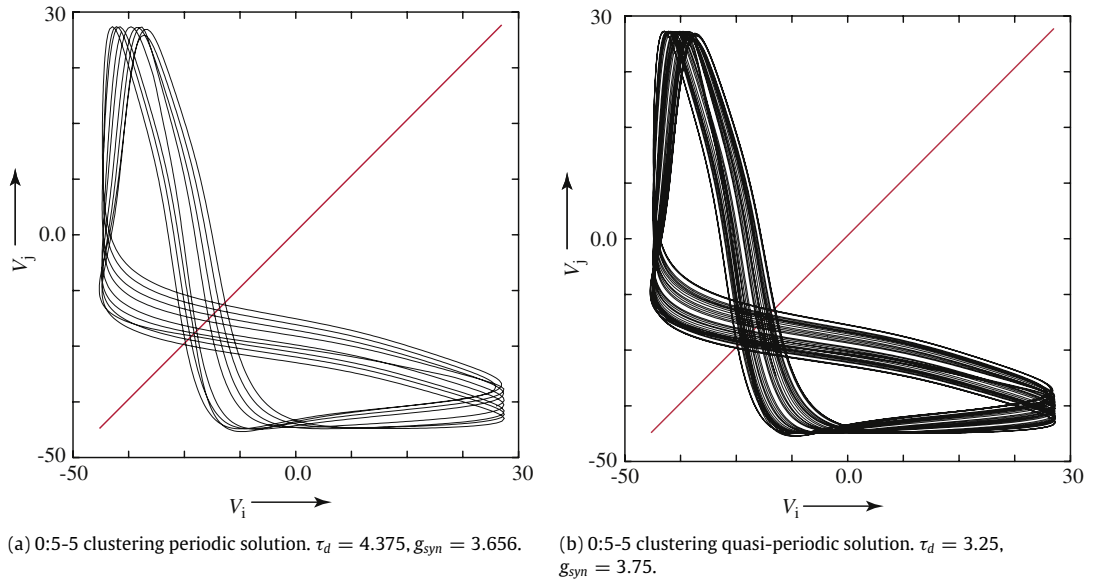 30
0.0
-50
V_j
-50
0.0
30
V_i
(a) 0:5-5 clustering periodic solution. τ_d = 4.375, g_syn = 3.656.
30
0.0
-50
V_j
-50
0.0
30
V_i
(b) 0:5-5 clustering quasi-periodic solution. τ_d = 3.25,
g_syn = 3.75.